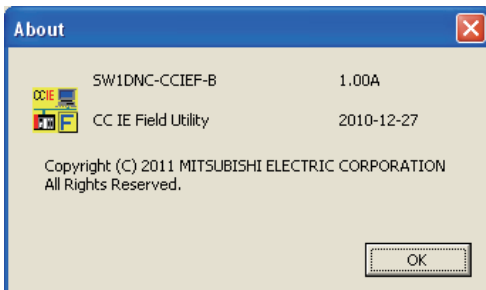 About
SW1DNC-CCIEF-B 1.00A
CCIE
F
CC IE Field Utility 2010-12-27
Copyright (C) 2011 MITSUBISHI ELECTRIC CORPORATION
All Rights Reserved.
OK